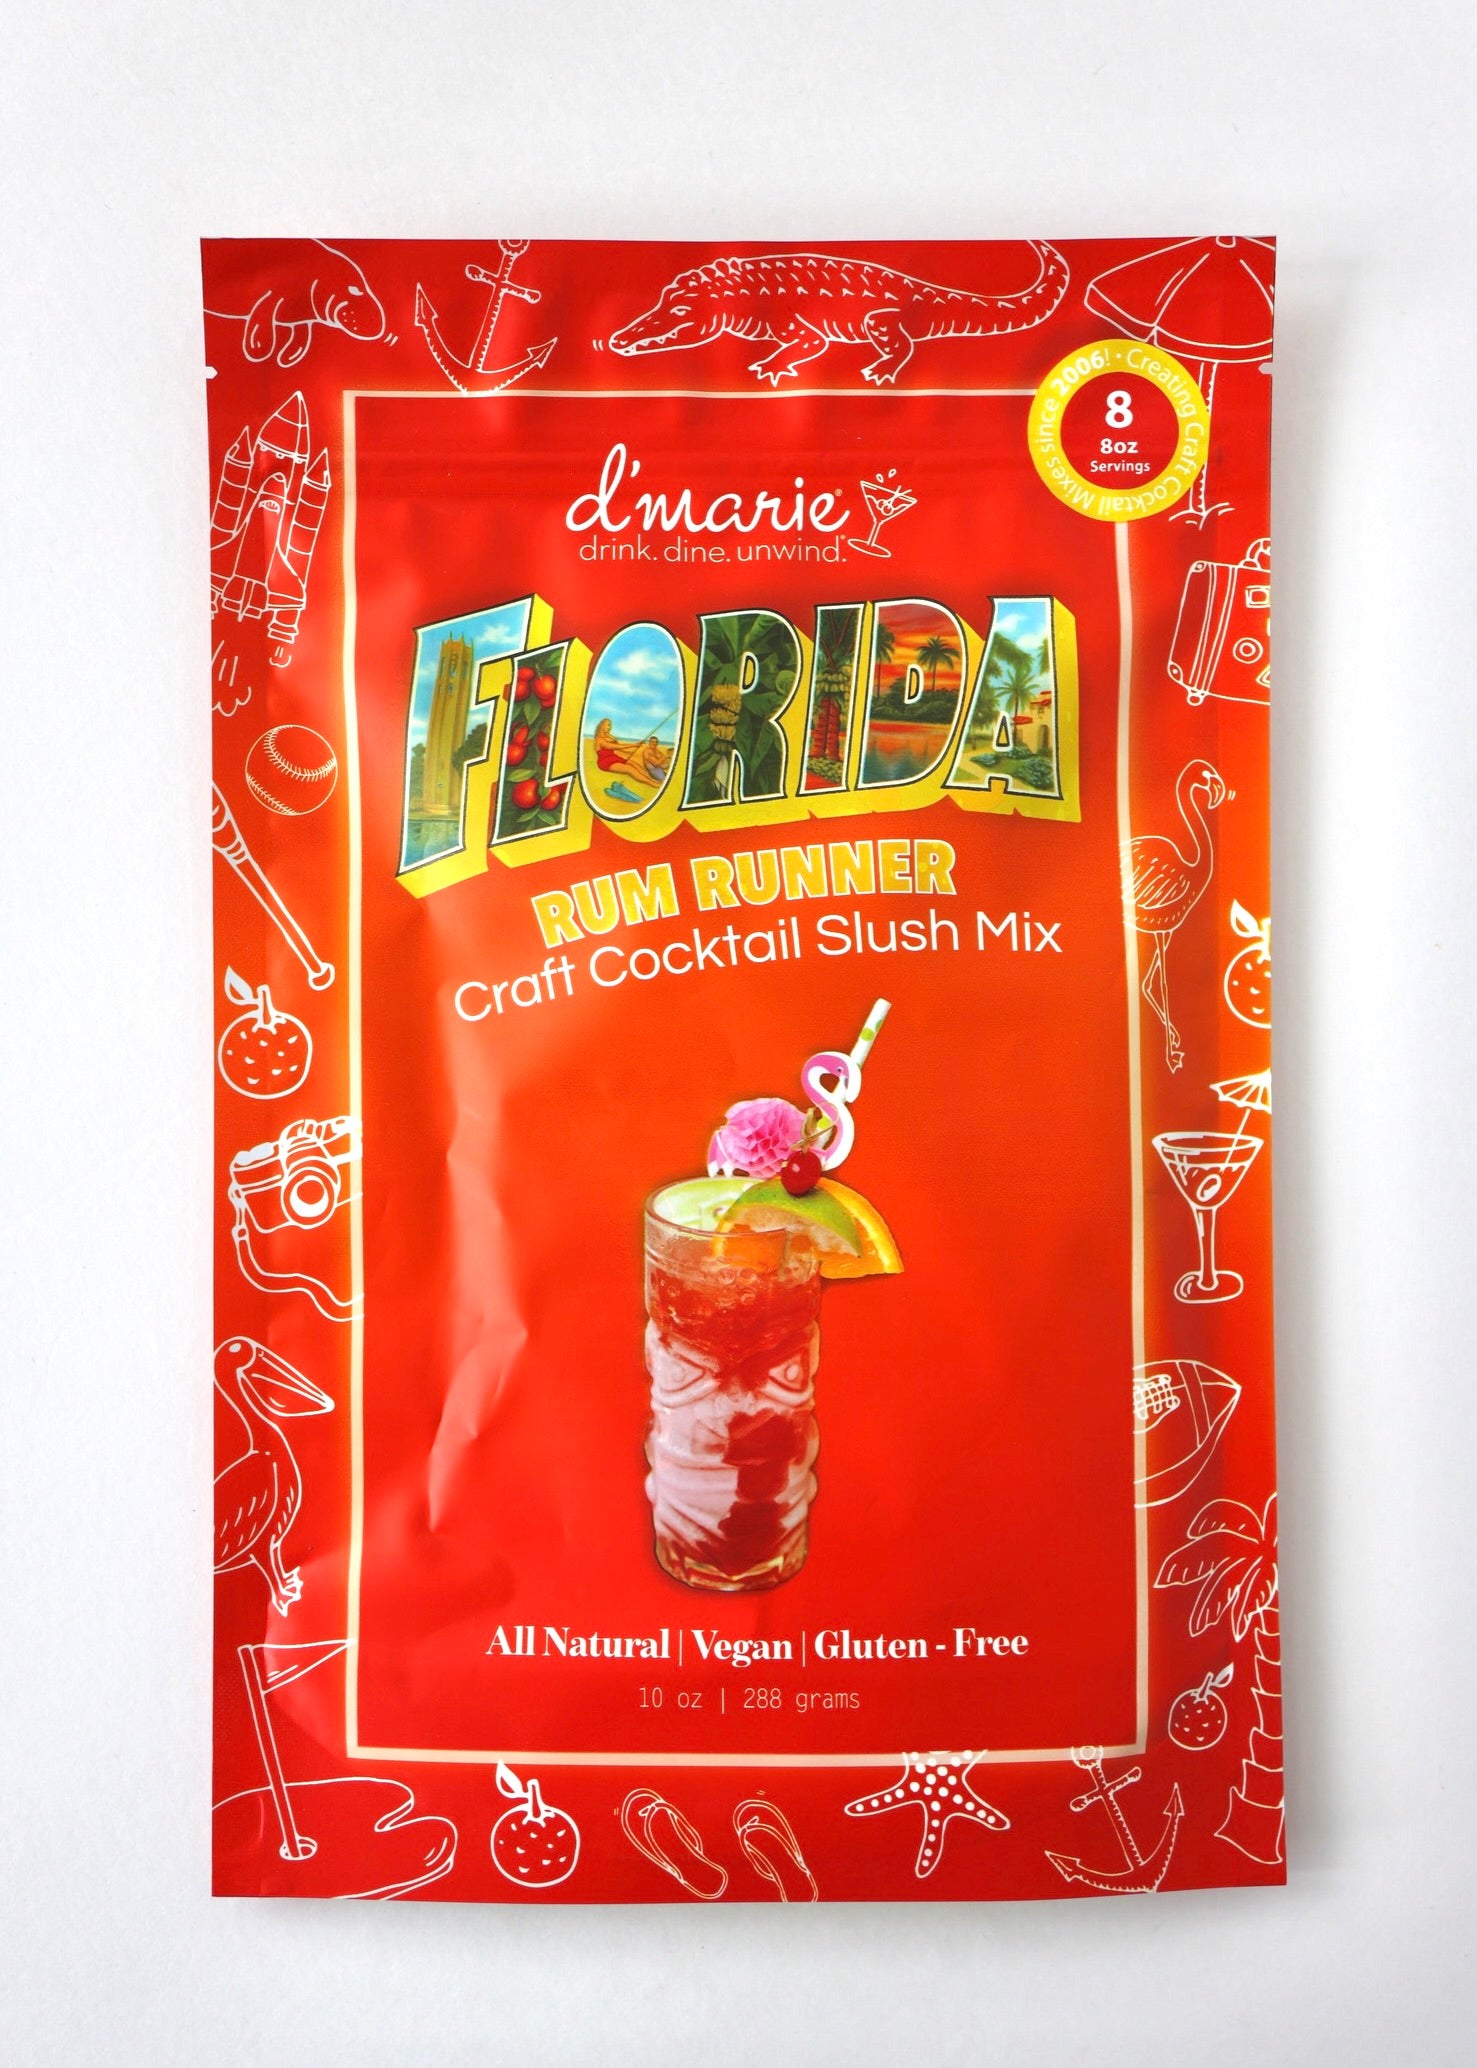 Creating Craft Cocktail Mixes since 2006! •
8
8oz
Servings
d'marie®
drink. dine. unwind.®
FLORIDA
RUM RUNNER
Craft Cocktail Slush Mix
All Natural | Vegan | Gluten - Free
10 oz | 288 grams